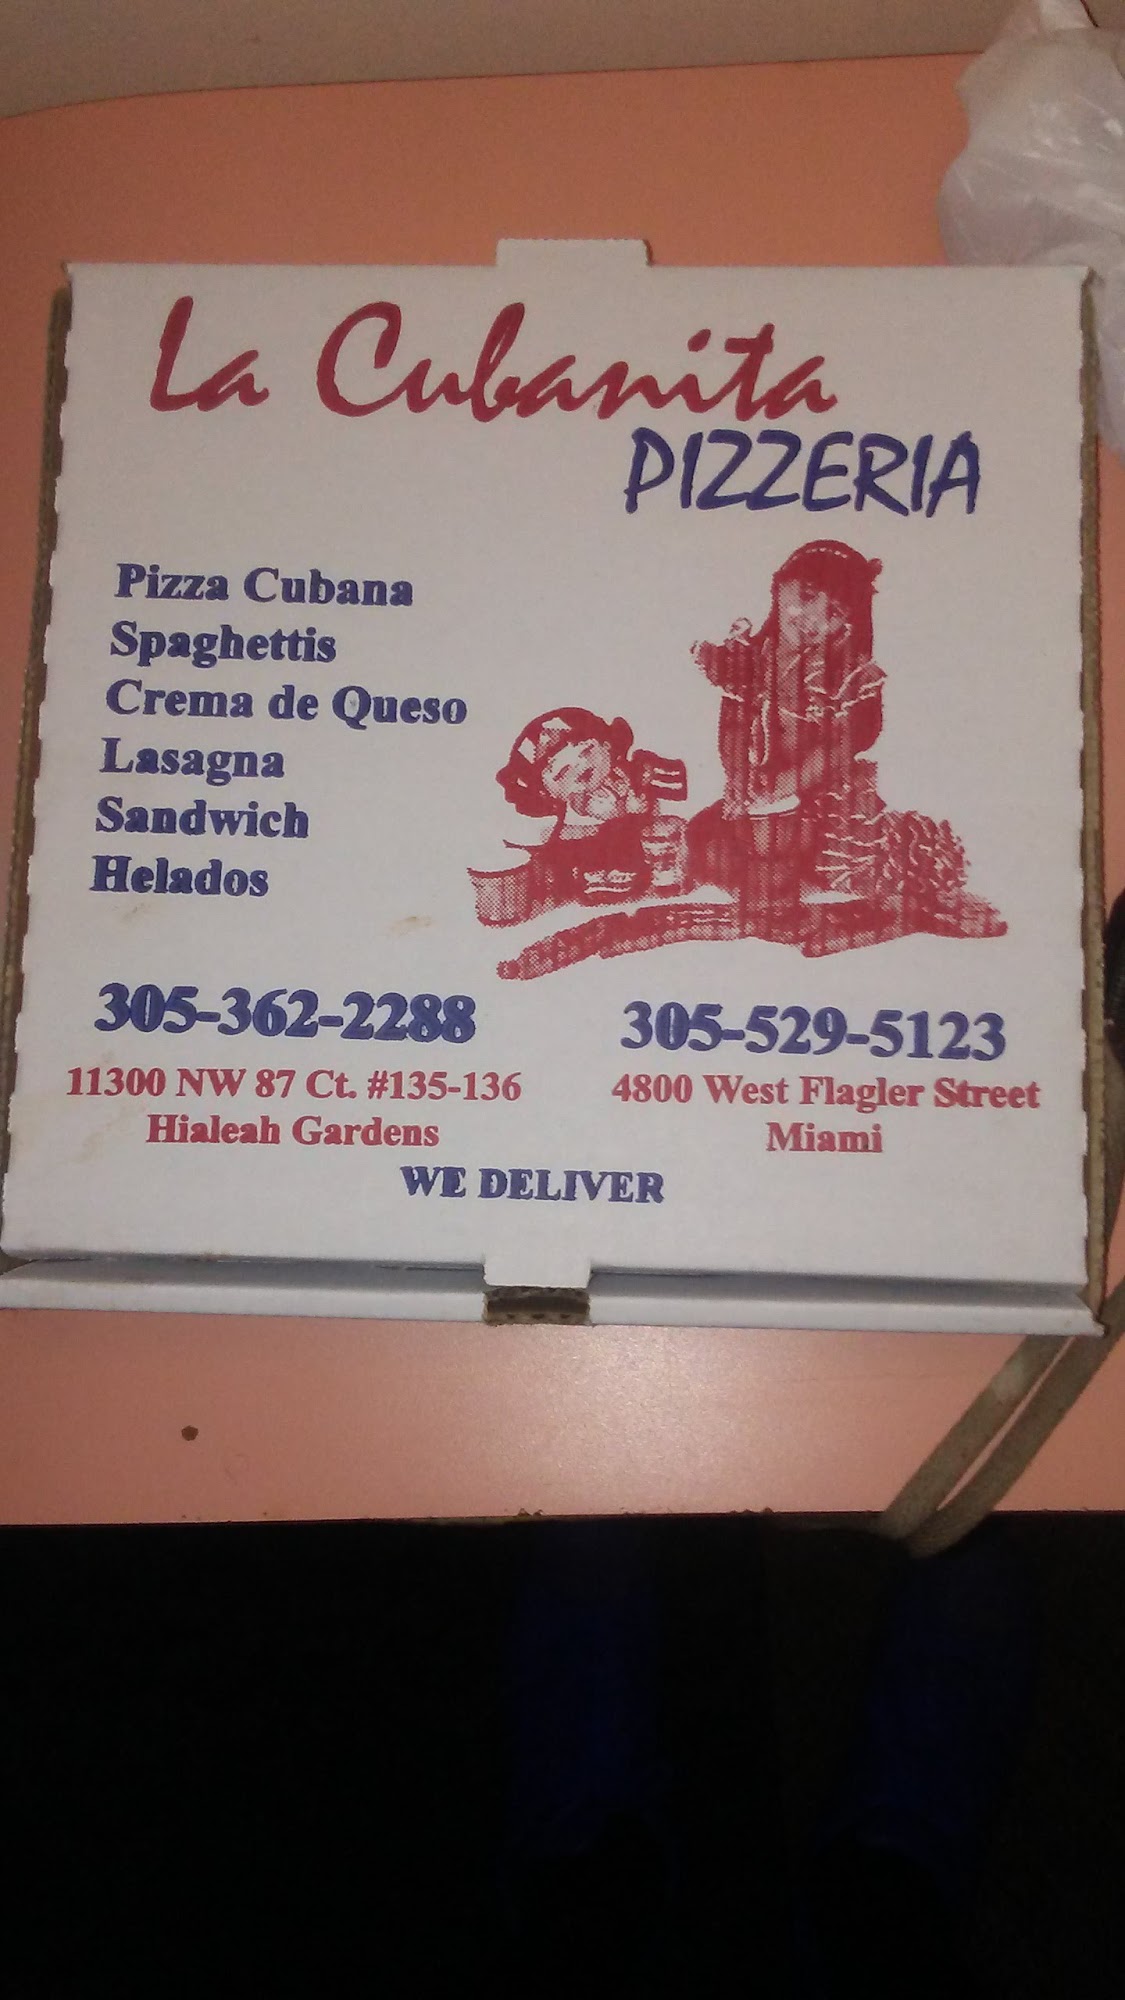 La Cubanita
PIZZERIA
Pizza Cubana
Spaghettis
Crema de Queso
Lasagna
Sandwich
Helados
305-362-2288
11300 NW 87 Ct. #135-136
Hialeah Gardens
305-529-5123
4800 West Flagler Street
Miami
WE DELIVER